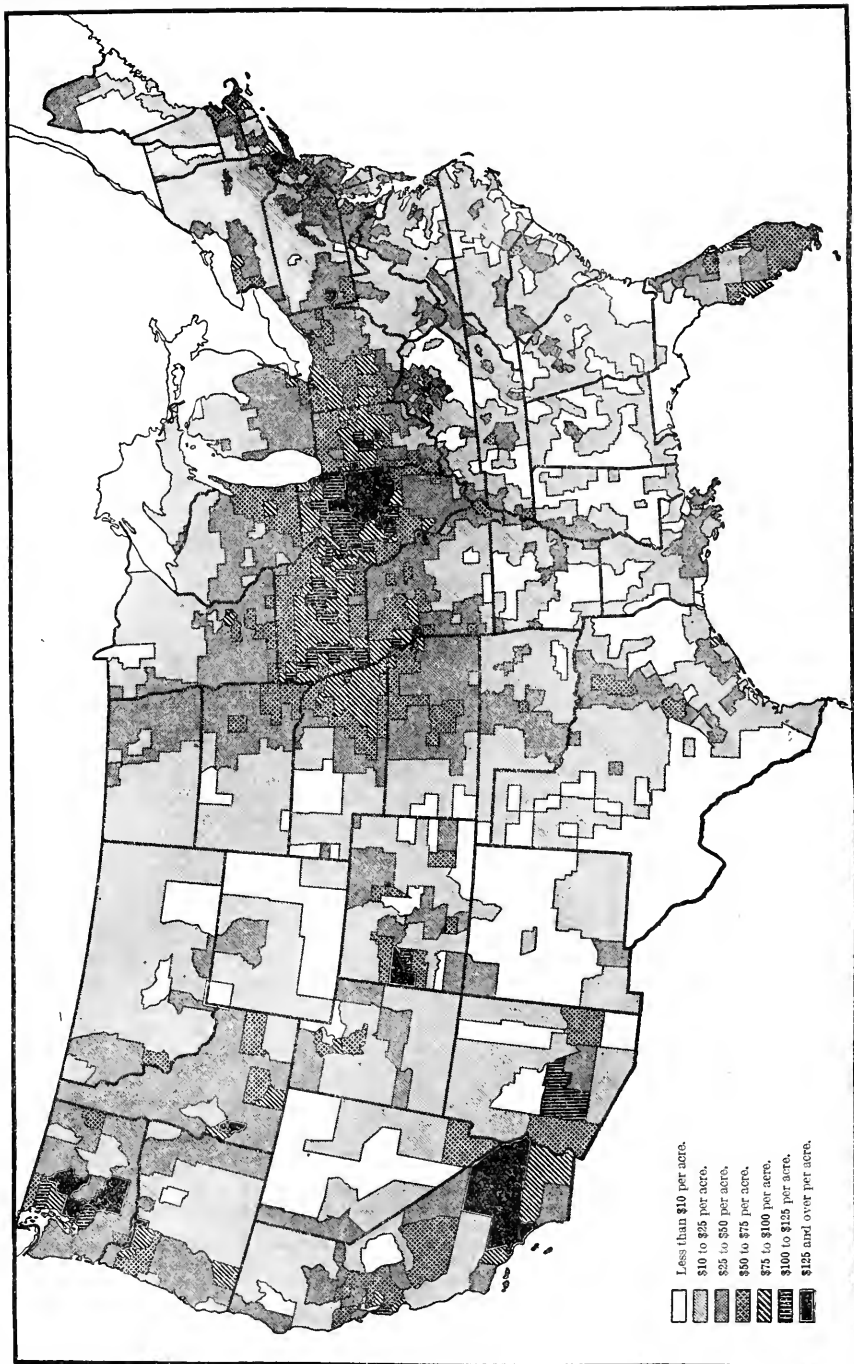 Less than $10 per acre.
$10 to $25 per acre.
$25 to $50 per acre.
$50 to $75 per acre.
$75 to $100 per acre.
$100 to $125 per acre.
$125 and over per acre.